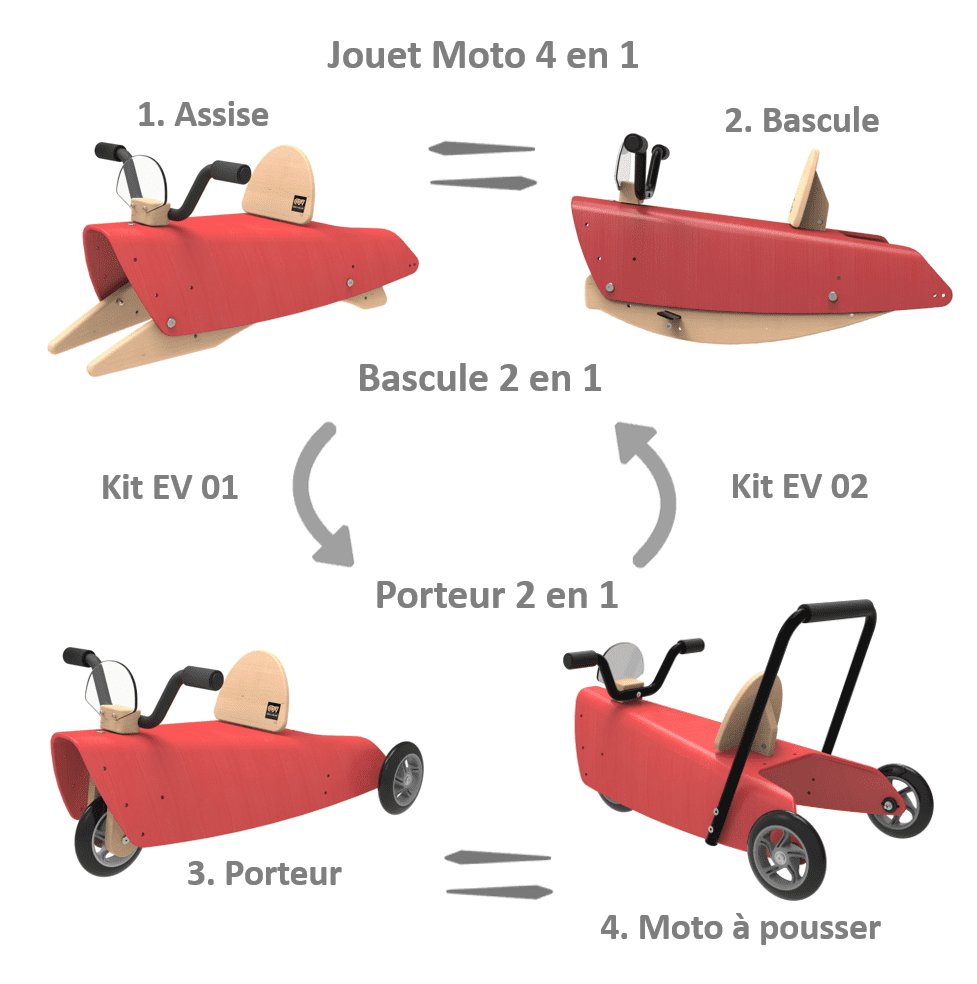 Jouet Moto 4 en 1
1. Assise
2. Bascule
Bascule 2 en 1
Kit EV 01
Kit EV 02
Porteur 2 en 1
3. Porteur
4. Moto à pousser